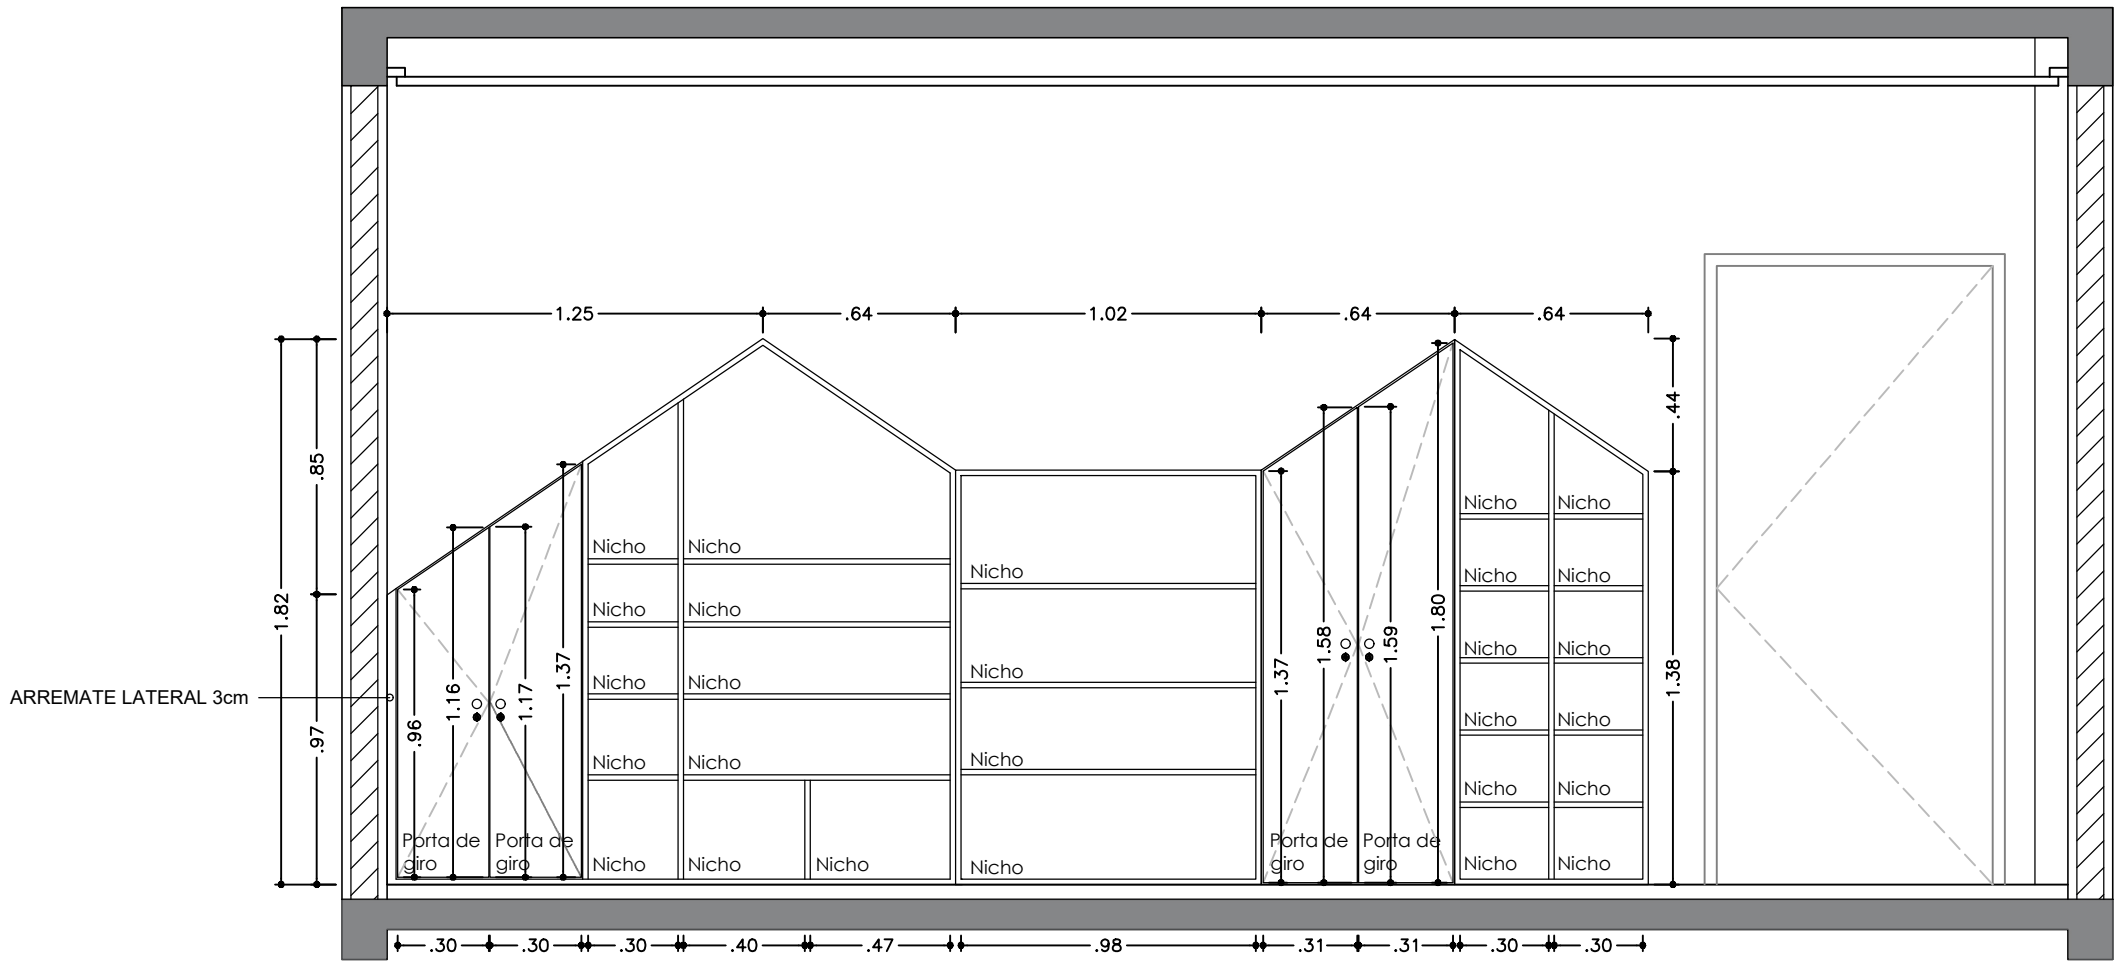 1.25 .64 1.02 .64 .64
1.82
.85
.97
.44
1.38
ARREMATE LATERAL 3cm
.96
1.16
1.17
1.37
1.37
1.58
1.59
1.80
Nicho Nicho
Nicho Nicho
Nicho Nicho
Nicho Nicho
Nicho Nicho Nicho
Nicho
Nicho
Nicho
Nicho
Nicho Nicho
Nicho Nicho
Nicho Nicho
Nicho Nicho
Nicho Nicho
Nicho Nicho
Porta de
giro
Porta de
giro
Porta de
giro
Porta de
giro
.30 .30 .30 .40 .47 .98 .31 .31 .30 .30